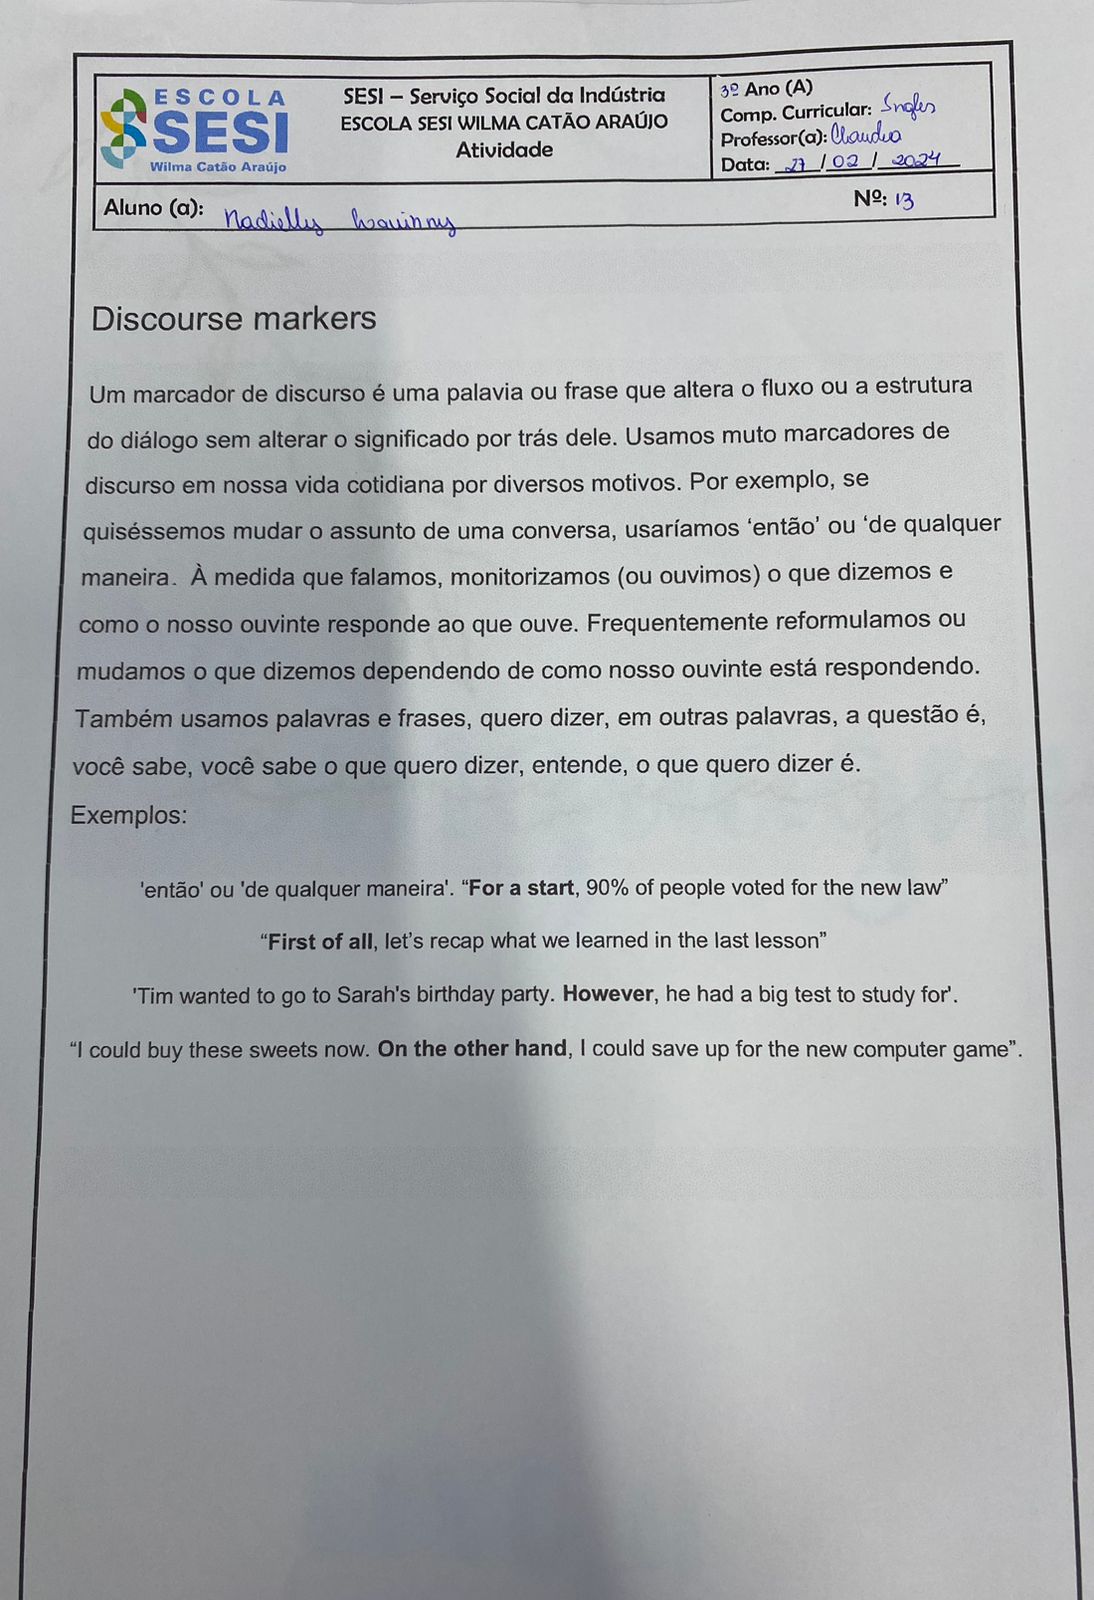 ESCOLA
SESI
Wilma Catão Araújo
SESI – Serviço Social da Indústria
ESCOLA SESI WILMA CATÃO ARAÚJO
Atividade
3º Ano (A)
Comp. Curricular: Ingles
Professor(a): Claudia
Data: 27 / 02 / 2024
Aluno (a): Nadielly
Nº: 13
Discourse markers
Um marcador de discurso é uma palavia ou frase que altera o fluxo ou a estrutura
do diálogo sem alterar o significado por trás dele. Usamos muto marcadores de
discurso em nossa vida cotidiana por diversos motivos. Por exemplo, se
quiséssemos mudar o assunto de uma conversa, usaríamos ‘então’ ou ‘de qualquer
maneira. À medida que falamos, monitorizamos (ou ouvimos) o que dizemos e
como o nosso ouvinte responde ao que ouve. Frequentemente reformulamos ou
mudamos o que dizemos dependendo de como nosso ouvinte está respondendo.
Também usamos palavras e frases, quero dizer, em outras palavras, a questão é,
você sabe, você sabe o que quero dizer, entende, o que quero dizer é.
Exemplos:
'então' ou 'de qualquer maneira'. “For a start, 90% of people voted for the new law”
“First of all, let’s recap what we learned in the last lesson”
'Tim wanted to go to Sarah's birthday party. However, he had a big test to study for'.
“I could buy these sweets now. On the other hand, I could save up for the new computer game”.